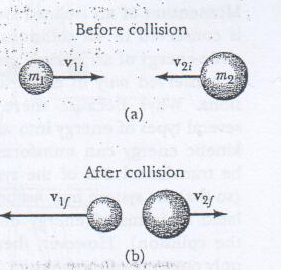 Before collision
v1i v2i
m1 m2
(a)
After collision
v1f v2f
(b)